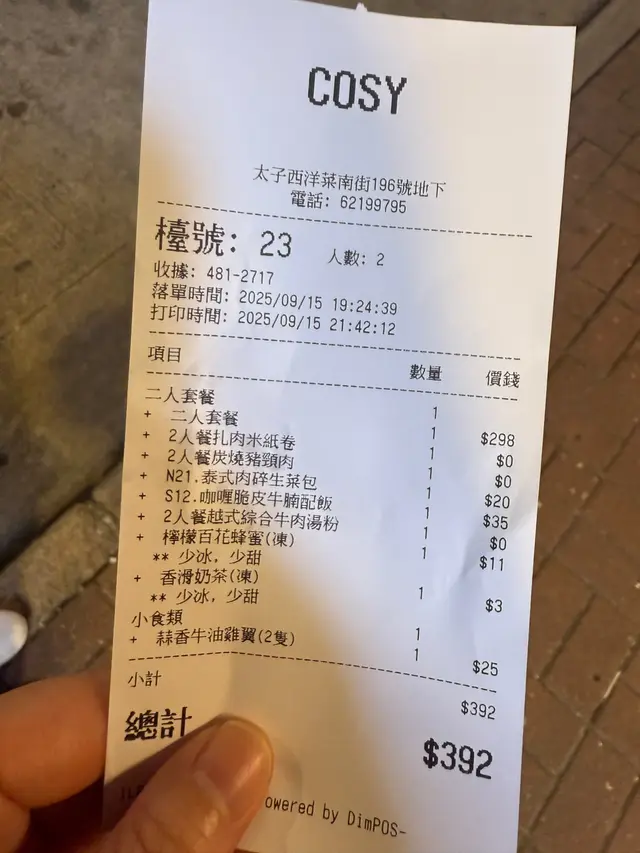 COSY
太子西洋菜南街196號地下
電話: 62199795
檯號: 23 人數: 2
收據: 481-2717
落單時間: 2025/09/15 19:24:39
打印時間: 2025/09/15 21:42:12
項目 數量 價錢
二人套餐 1
+ 二人套餐 1 $298
+ 2人餐扎肉米紙卷 1 $0
+ 2人餐炭燒豬頸肉 1 $0
+ N21.泰式肉碎生菜包 1 $20
+ S12.咖喱脆皮牛腩配飯 1 $35
+ 2人餐越式綜合牛肉湯粉 1 $0
+ 檸檬百花蜂蜜(凍) 1 $11
** 少冰, 少甜
+ 香滑奶茶(凍) 1 $3
** 少冰, 少甜
小食類 1
+ 蒜香牛油雞翼(2隻) 1 $25
小計 $392
總計 $392
owered by DimPOS-